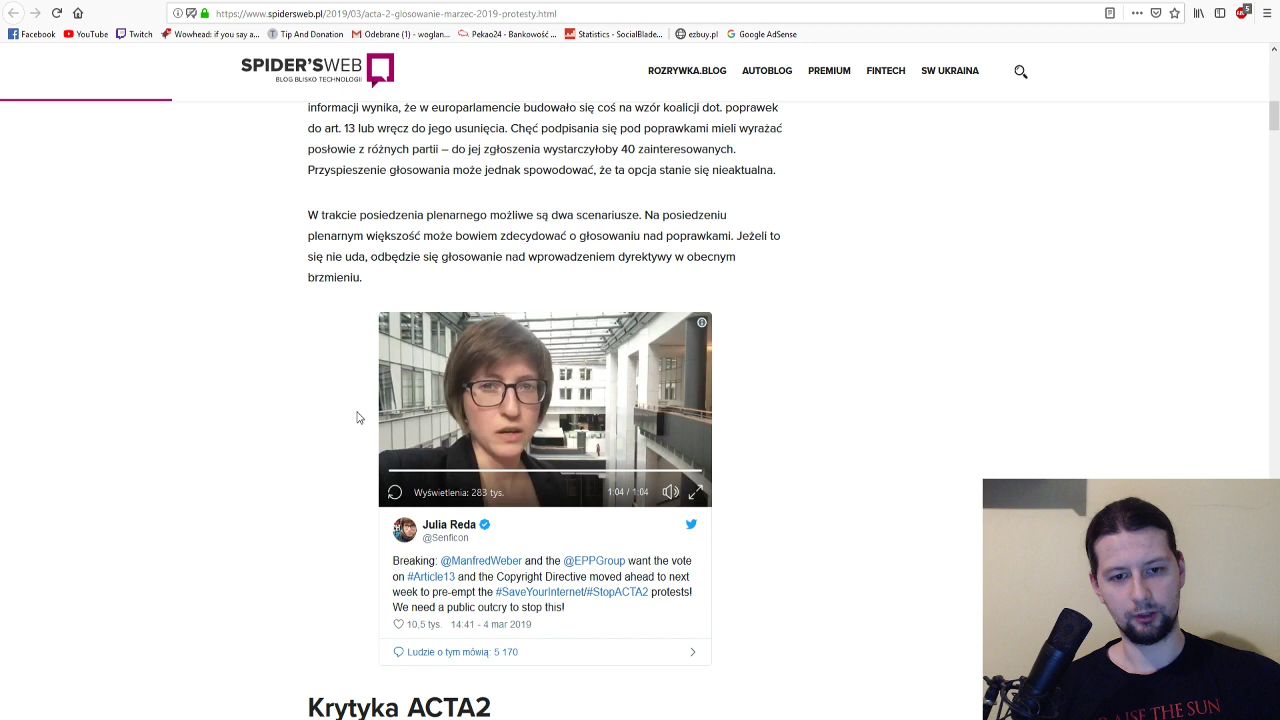 https://www.spidersweb.pl/2019/03/acta-2-glosowanie-marzec-2019-protesty.html
5
Facebook
YouTube
Twitch
Wowhead: if you say a...
Tip And Donation
Odebrane (1) - woglan...
Pekao24 - Bankowość ...
Statistics - SocialBlade...
ezbuy.pl
Google AdSense
SPIDER'SWEB
BLOG BLISKO TECHNOLOGII
ROZRYWKA.BLOG
AUTOBLOG
PREMIUM
FINTECH
SW UKRAINA
informacji wynika, że w europarlamencie budowało się coś na wzór koalicji dot. poprawek
do art. 13 lub wręcz do jego usunięcia. Chęć podpisania się pod poprawkami mieli wyrażać
posłowie z różnych partii – do jej zgłoszenia wystarczyłoby 40 zainteresowanych.
Przyspieszenie głosowania może jednak spowodować, że ta opcja stanie się nieaktualna.
W trakcie posiedzenia plenarnego możliwe są dwa scenariusze. Na posiedzeniu
plenarnym większość może bowiem zdecydować o głosowaniu nad poprawkami. Jeżeli to
się nie uda, odbędzie się głosowanie nad wprowadzeniem dyrektywy w obecnym
brzmieniu.
Wyświetlenia: 283 tys.
1:04 / 1:04
Julia Reda
@Senficon
Breaking: @ManfredWeber and the @EPPGroup want the vote
on #Article13 and the Copyright Directive moved ahead to next
week to pre-empt the #SaveYourInternet/#StopACTA2 protests!
We need a public outcry to stop this!
10,5 tys. 14:41 - 4 mar 2019
Ludzie o tym mówią: 5 170
Krytyka ACTA2
RAISE THE SUN